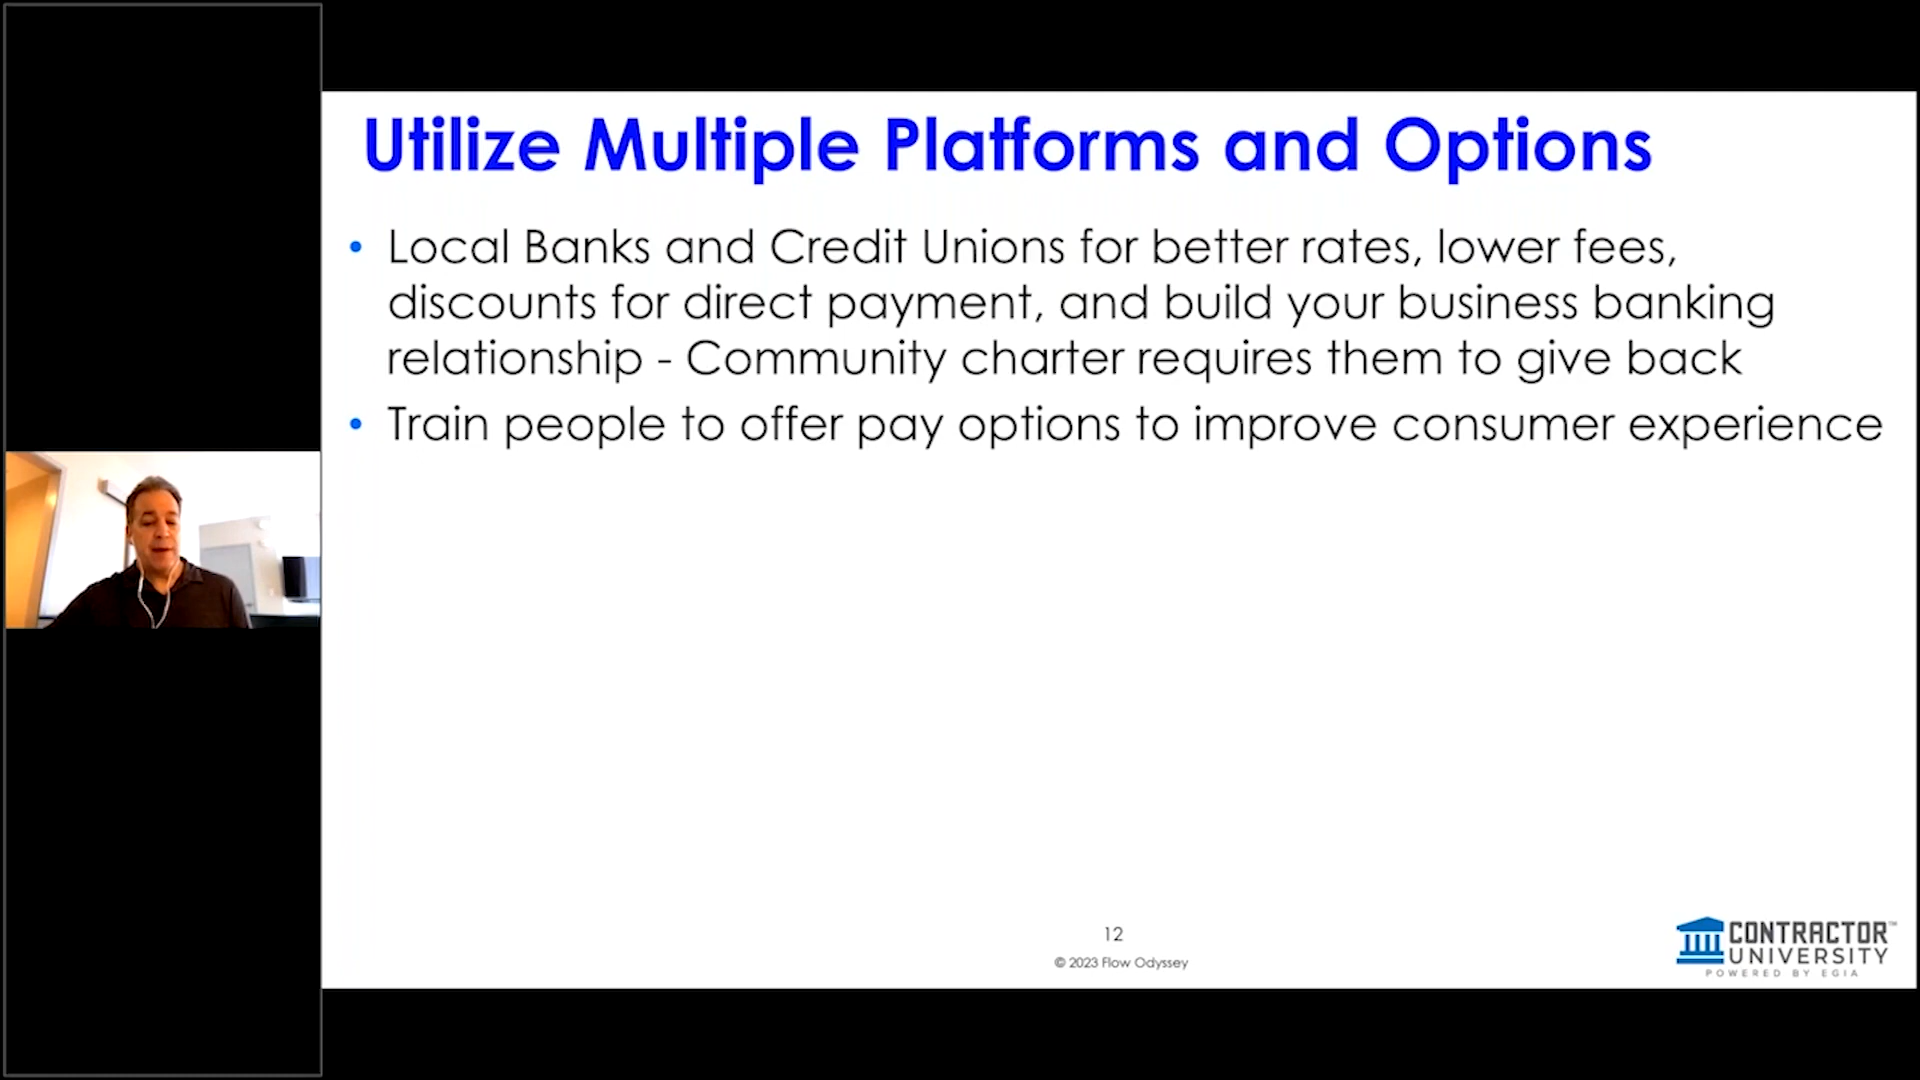 Utilize Multiple Platforms and Options
• Local Banks and Credit Unions for better rates, lower fees,
discounts for direct payment, and build your business banking
relationship - Community charter requires them to give back
• Train people to offer pay options to improve consumer experience
12
© 2023 Flow Odyssey
CONTRACTOR™
UNIVERSITY
POWERED BY EGIA